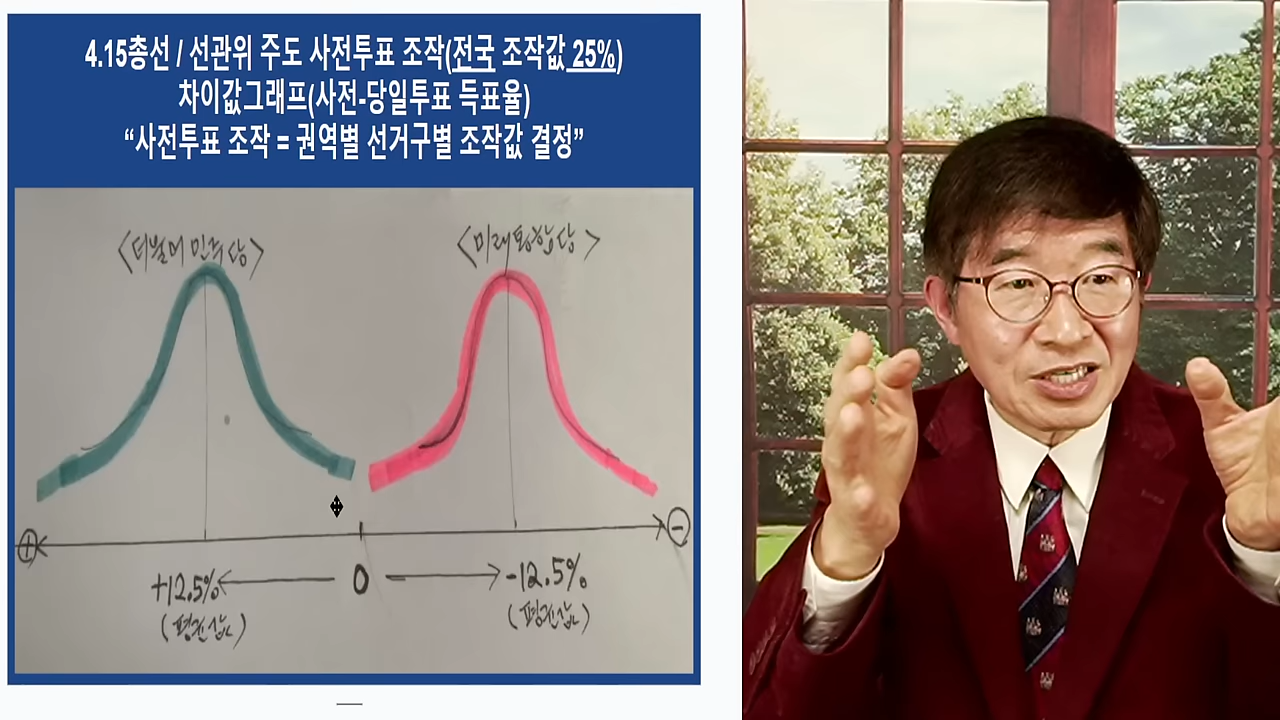 4.15총선 / 선관위 주도 사전투표 조작(전국 조작값 25%)
차이값그래프(사전-당일투표 득표율)
“사전투표 조작 = 권역별 선거구별 조작값 결정”
<더불어민주당>
<미래통합당>
+
-
+12.5%
0
-12.5%
(평균값)
(평균값)